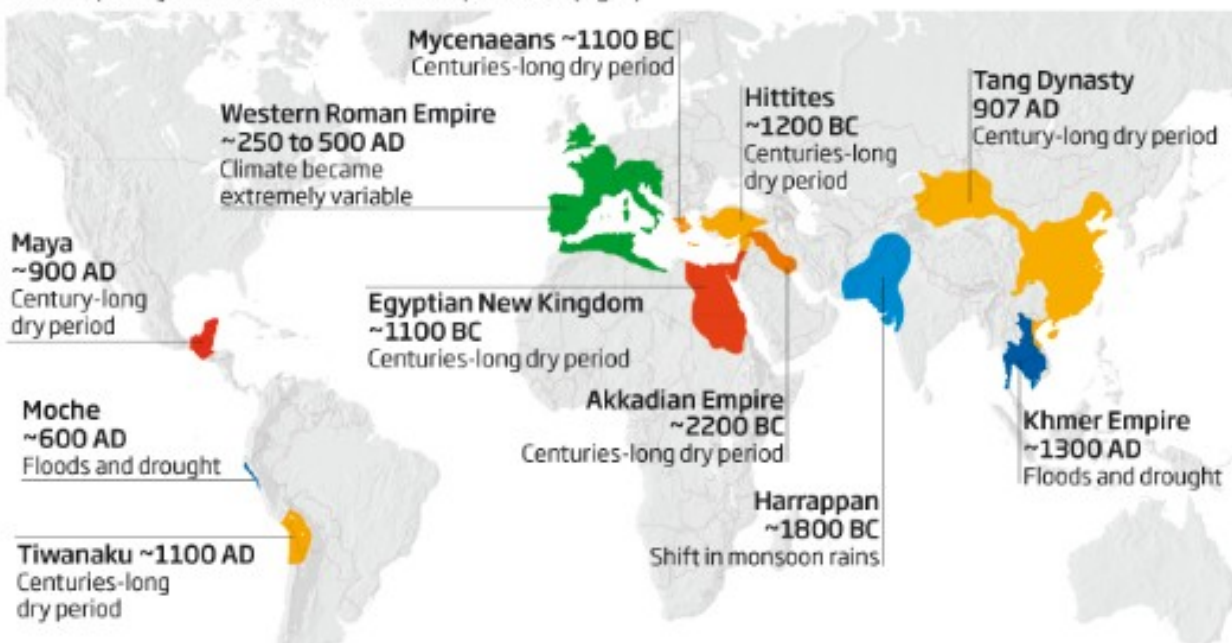 Mycenaeans ~1100 BC
Centuries-long dry period
Western Roman Empire
~250 to 500 AD
Climate became
extremely variable
Hittites
~1200 BC
Centuries-long
dry period
Tang Dynasty
907 AD
Century-long dry period
Maya
~900 AD
Century-long
dry period
Egyptian New Kingdom
~1100 BC
Centuries-long dry period
Akkadian Empire
~2200 BC
Centuries-long dry period
Moche
~600 AD
Floods and drought
Khmer Empire
~1300 AD
Floods and drought
Harrappan
~1800 BC
Shift in monsoon rains
Tiwanaku ~1100 AD
Centuries-long
dry period